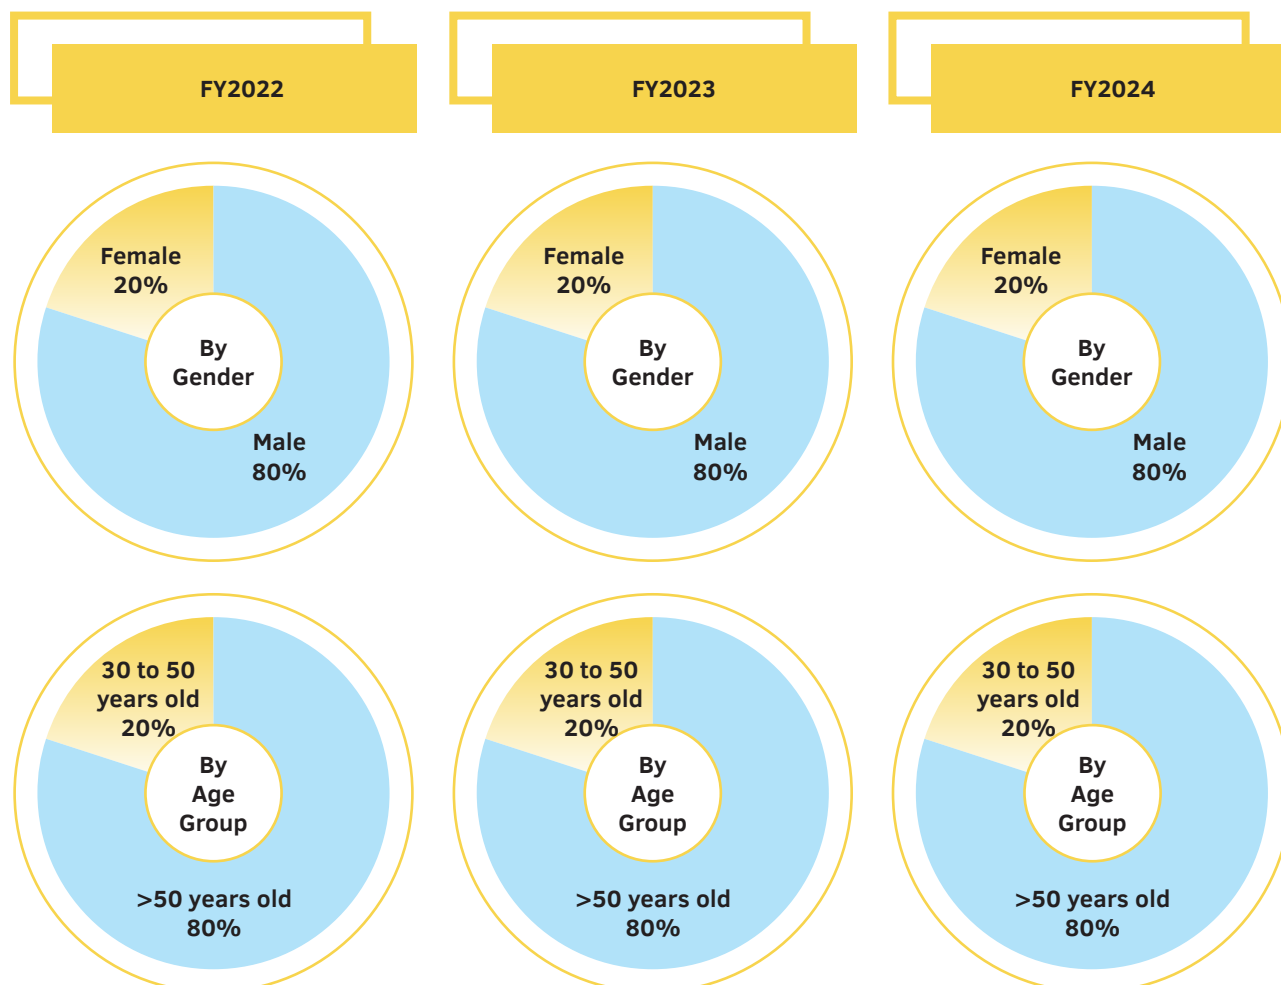 FY2022
FY2023
FY2024
Female
20%
By
Gender
Male
80%
Female
20%
By
Gender
Male
80%
Female
20%
By
Gender
Male
80%
30 to 50
years old
20%
By
Age
Group
>50 years old
80%
30 to 50
years old
20%
By
Age
Group
>50 years old
80%
30 to 50
years old
20%
By
Age
Group
>50 years old
80%